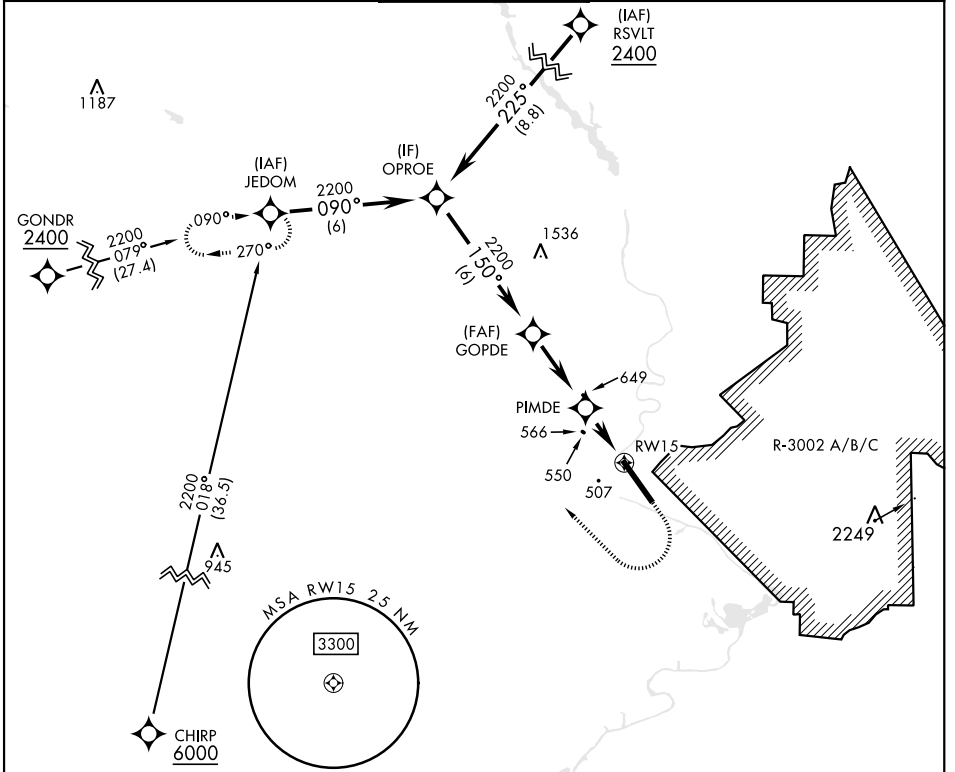 (IAF)
RSVLT
2400
1187
2200
225°
(8.8)
(IAF)
JEDOM
(IF)
OPROE
2200
090°
(6)
090°
270°
GONDR
2400
2200
079°
(27.4)
2200
150°
(6)
1536
(FAF)
GOPDE
649
PIMDE
566
550
507
RW15
R-3002 A/B/C
2249
2200
018°
(36.5)
945
MSA RW15 25 NM
3300
CHIRP
6000